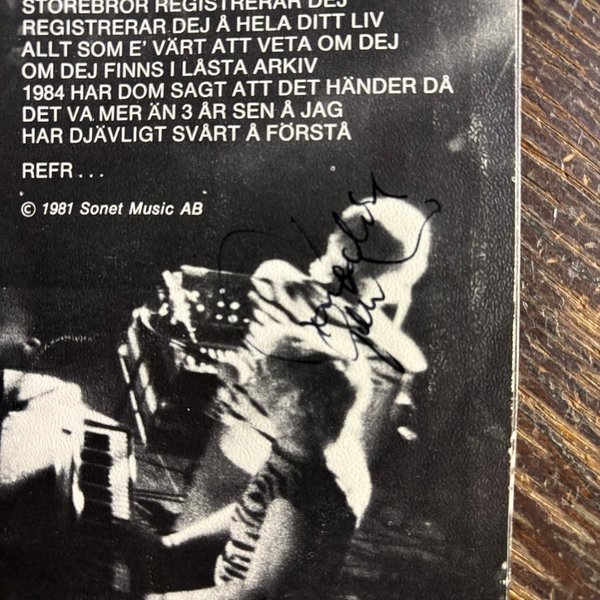 STOREBROR REGISTRERAR DEJ
REGISTRERAR DEJ Å HELA DITT LIV
ALLT SOM E' VÄRT ATT VETA OM DEJ
OM DEJ FINNS I LÅSTA ARKIV
1984 HAR DOM SAGT ATT DET HÄNDER DÅ
DET VA MER ÄN 3 ÅR SEN Å JAG
HAR DJÄVLIGT SVÅRT Å FÖRSTÅ
REFR...
© 1981 Sonet Music AB